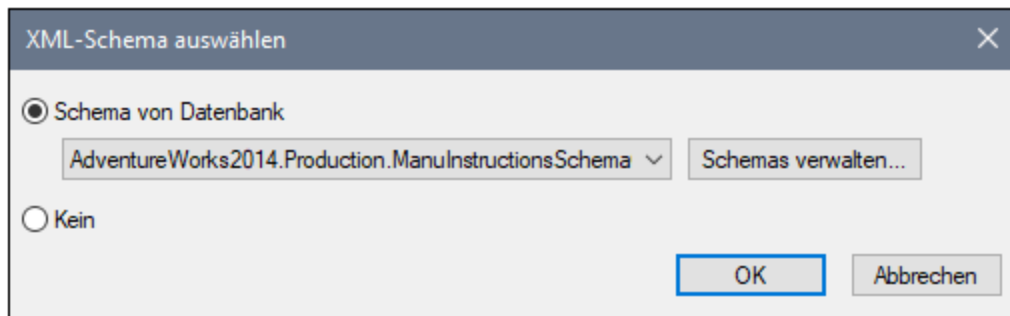 XML-Schema auswählen
Schema von Datenbank
AdventureWorks2014.Production.ManuInstructionsSchema Schemas verwalten...
Kein
OK Abbrechen